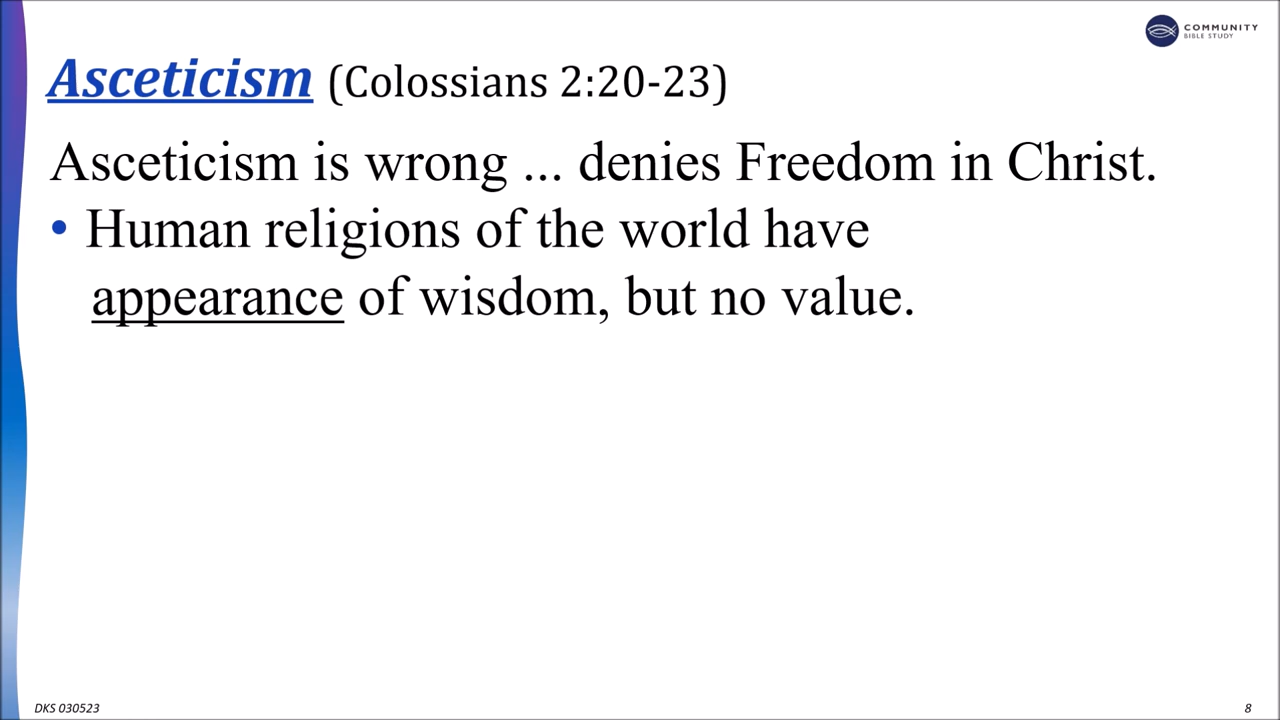 COMMUNITY
BIBLE STUDY
Asceticism (Colossians 2:20-23)
Asceticism is wrong ... denies Freedom in Christ.
• Human religions of the world have
appearance of wisdom, but no value.
DKS 030523
8